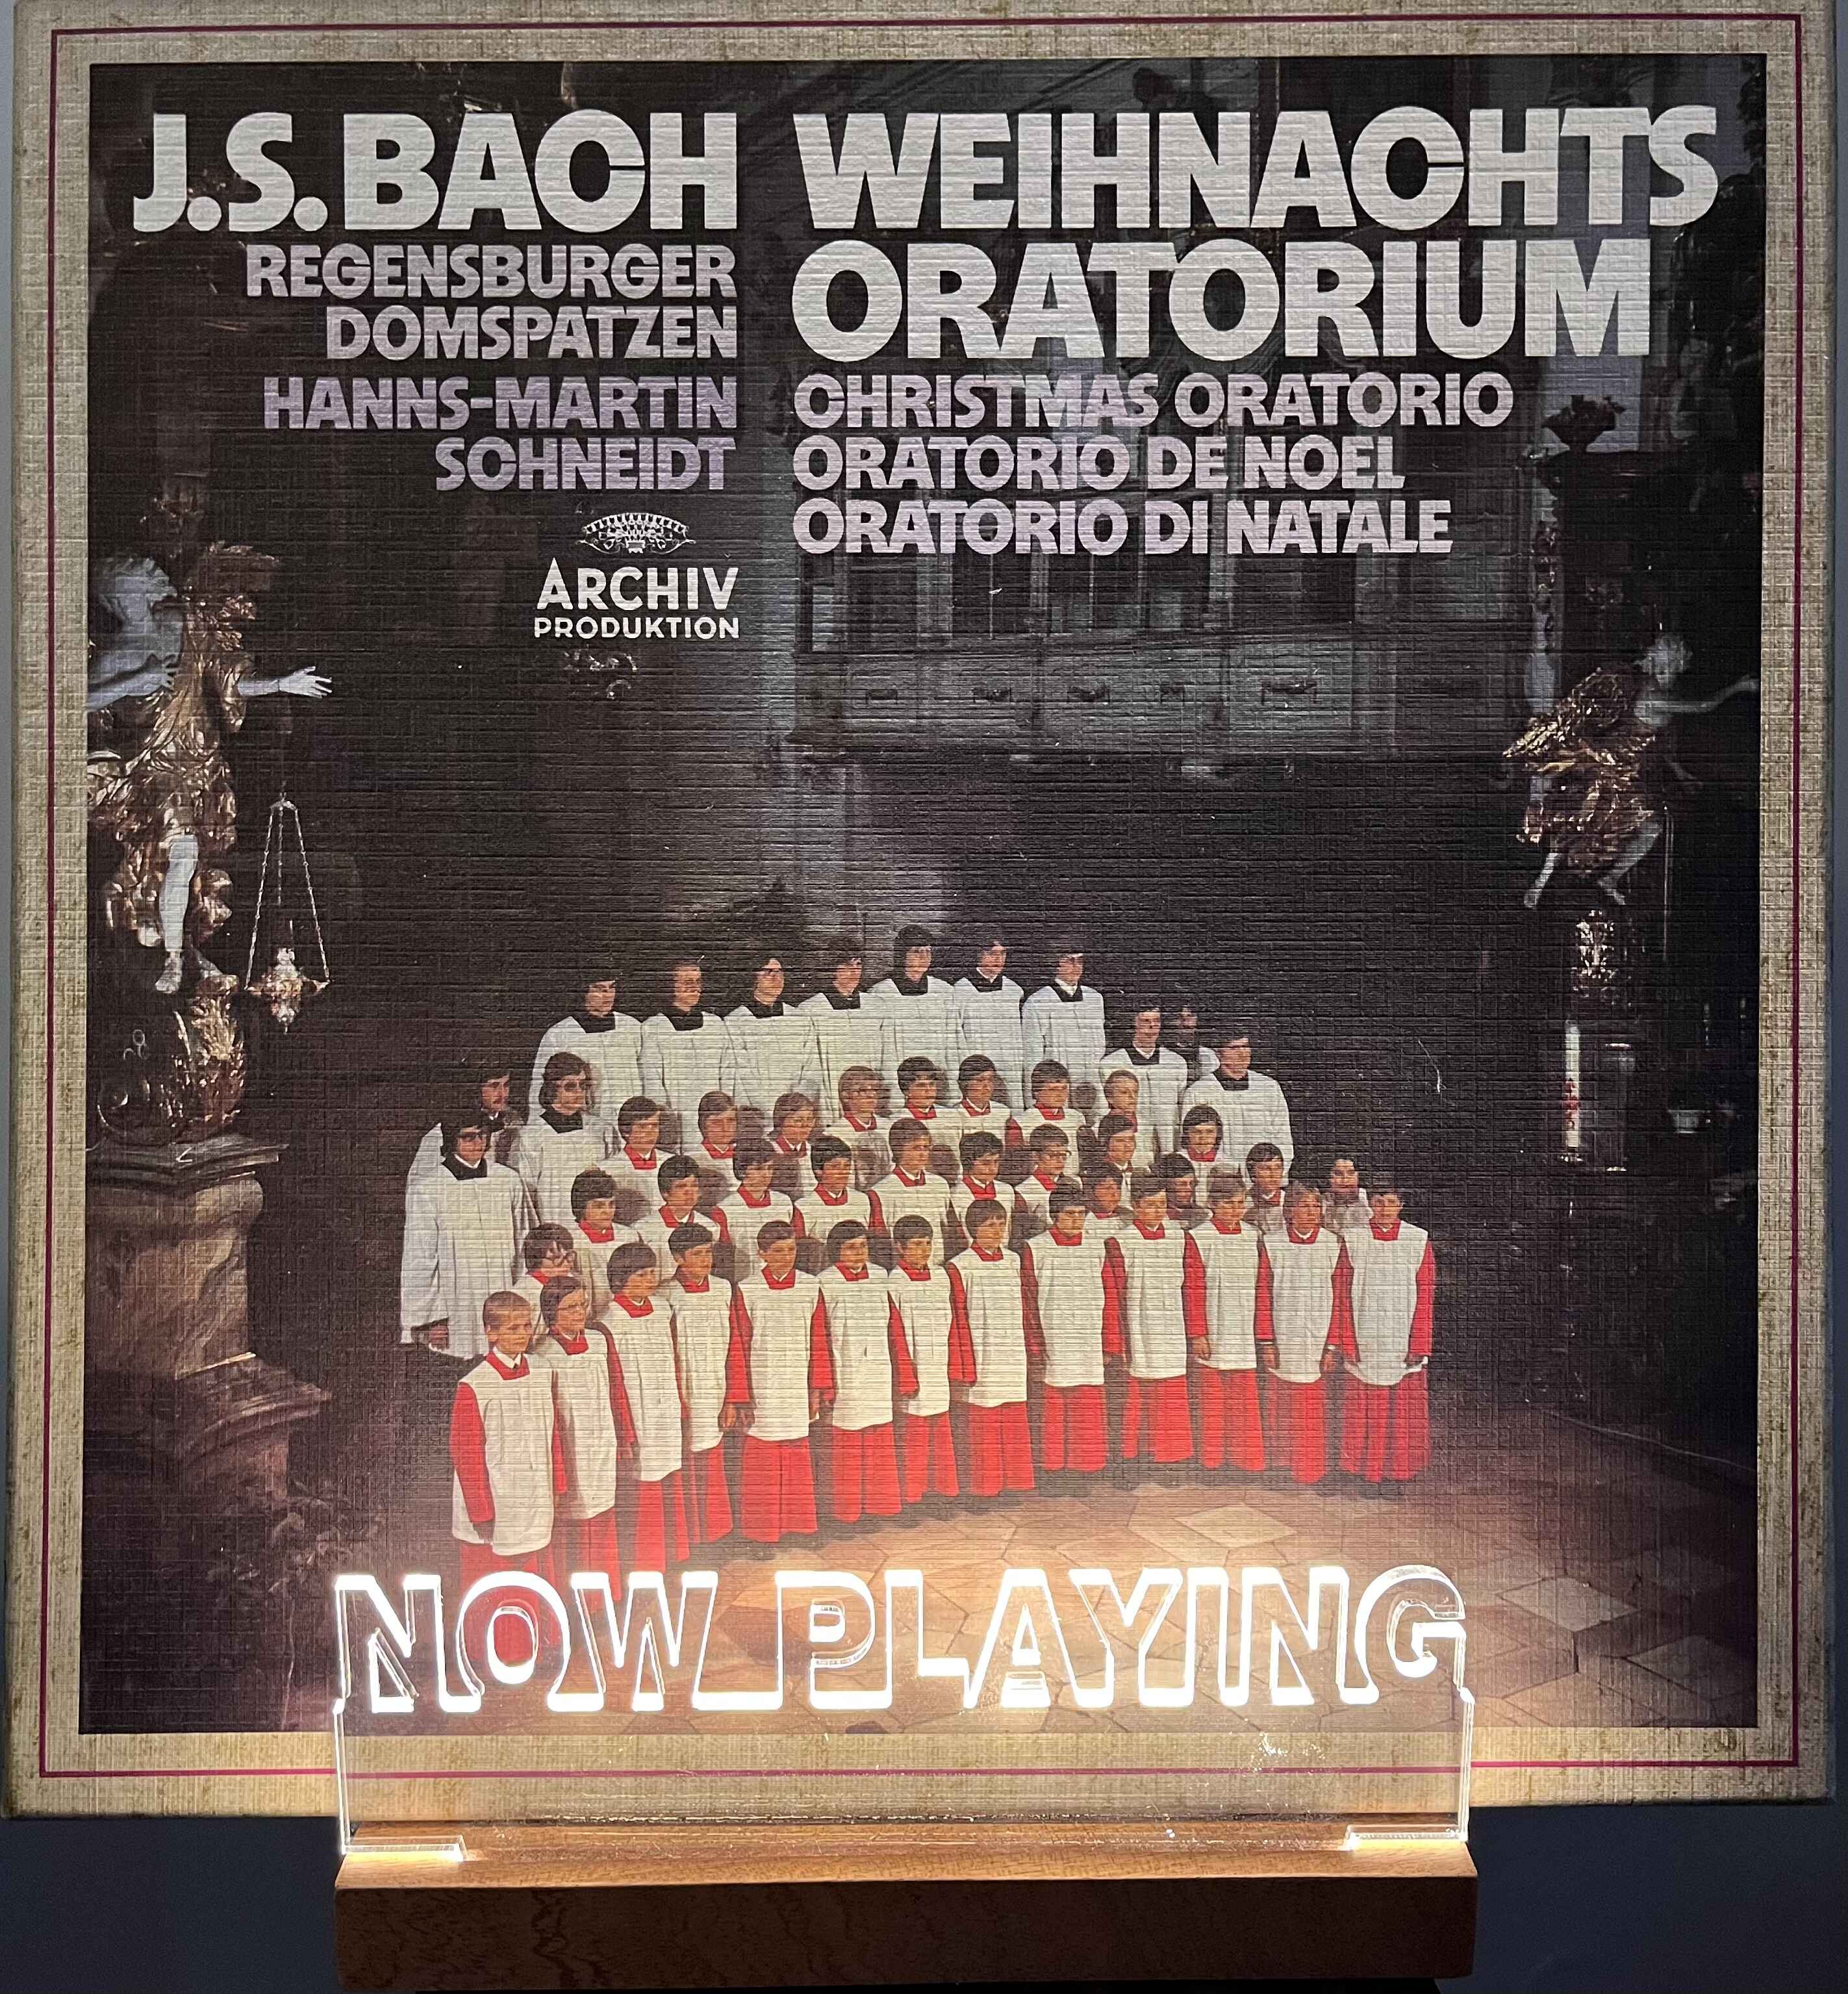 J.S. BACH
REGENSBURGER
DOMSPATZEN
HANNS-MARTIN
SCHNEIDT
ARCHIV
PRODUKTION
WEIHNACHTS
ORATORIUM
CHRISTMAS ORATORIO
ORATORIO DE NOEL
ORATORIO DI NATALE
NOW PLAYING